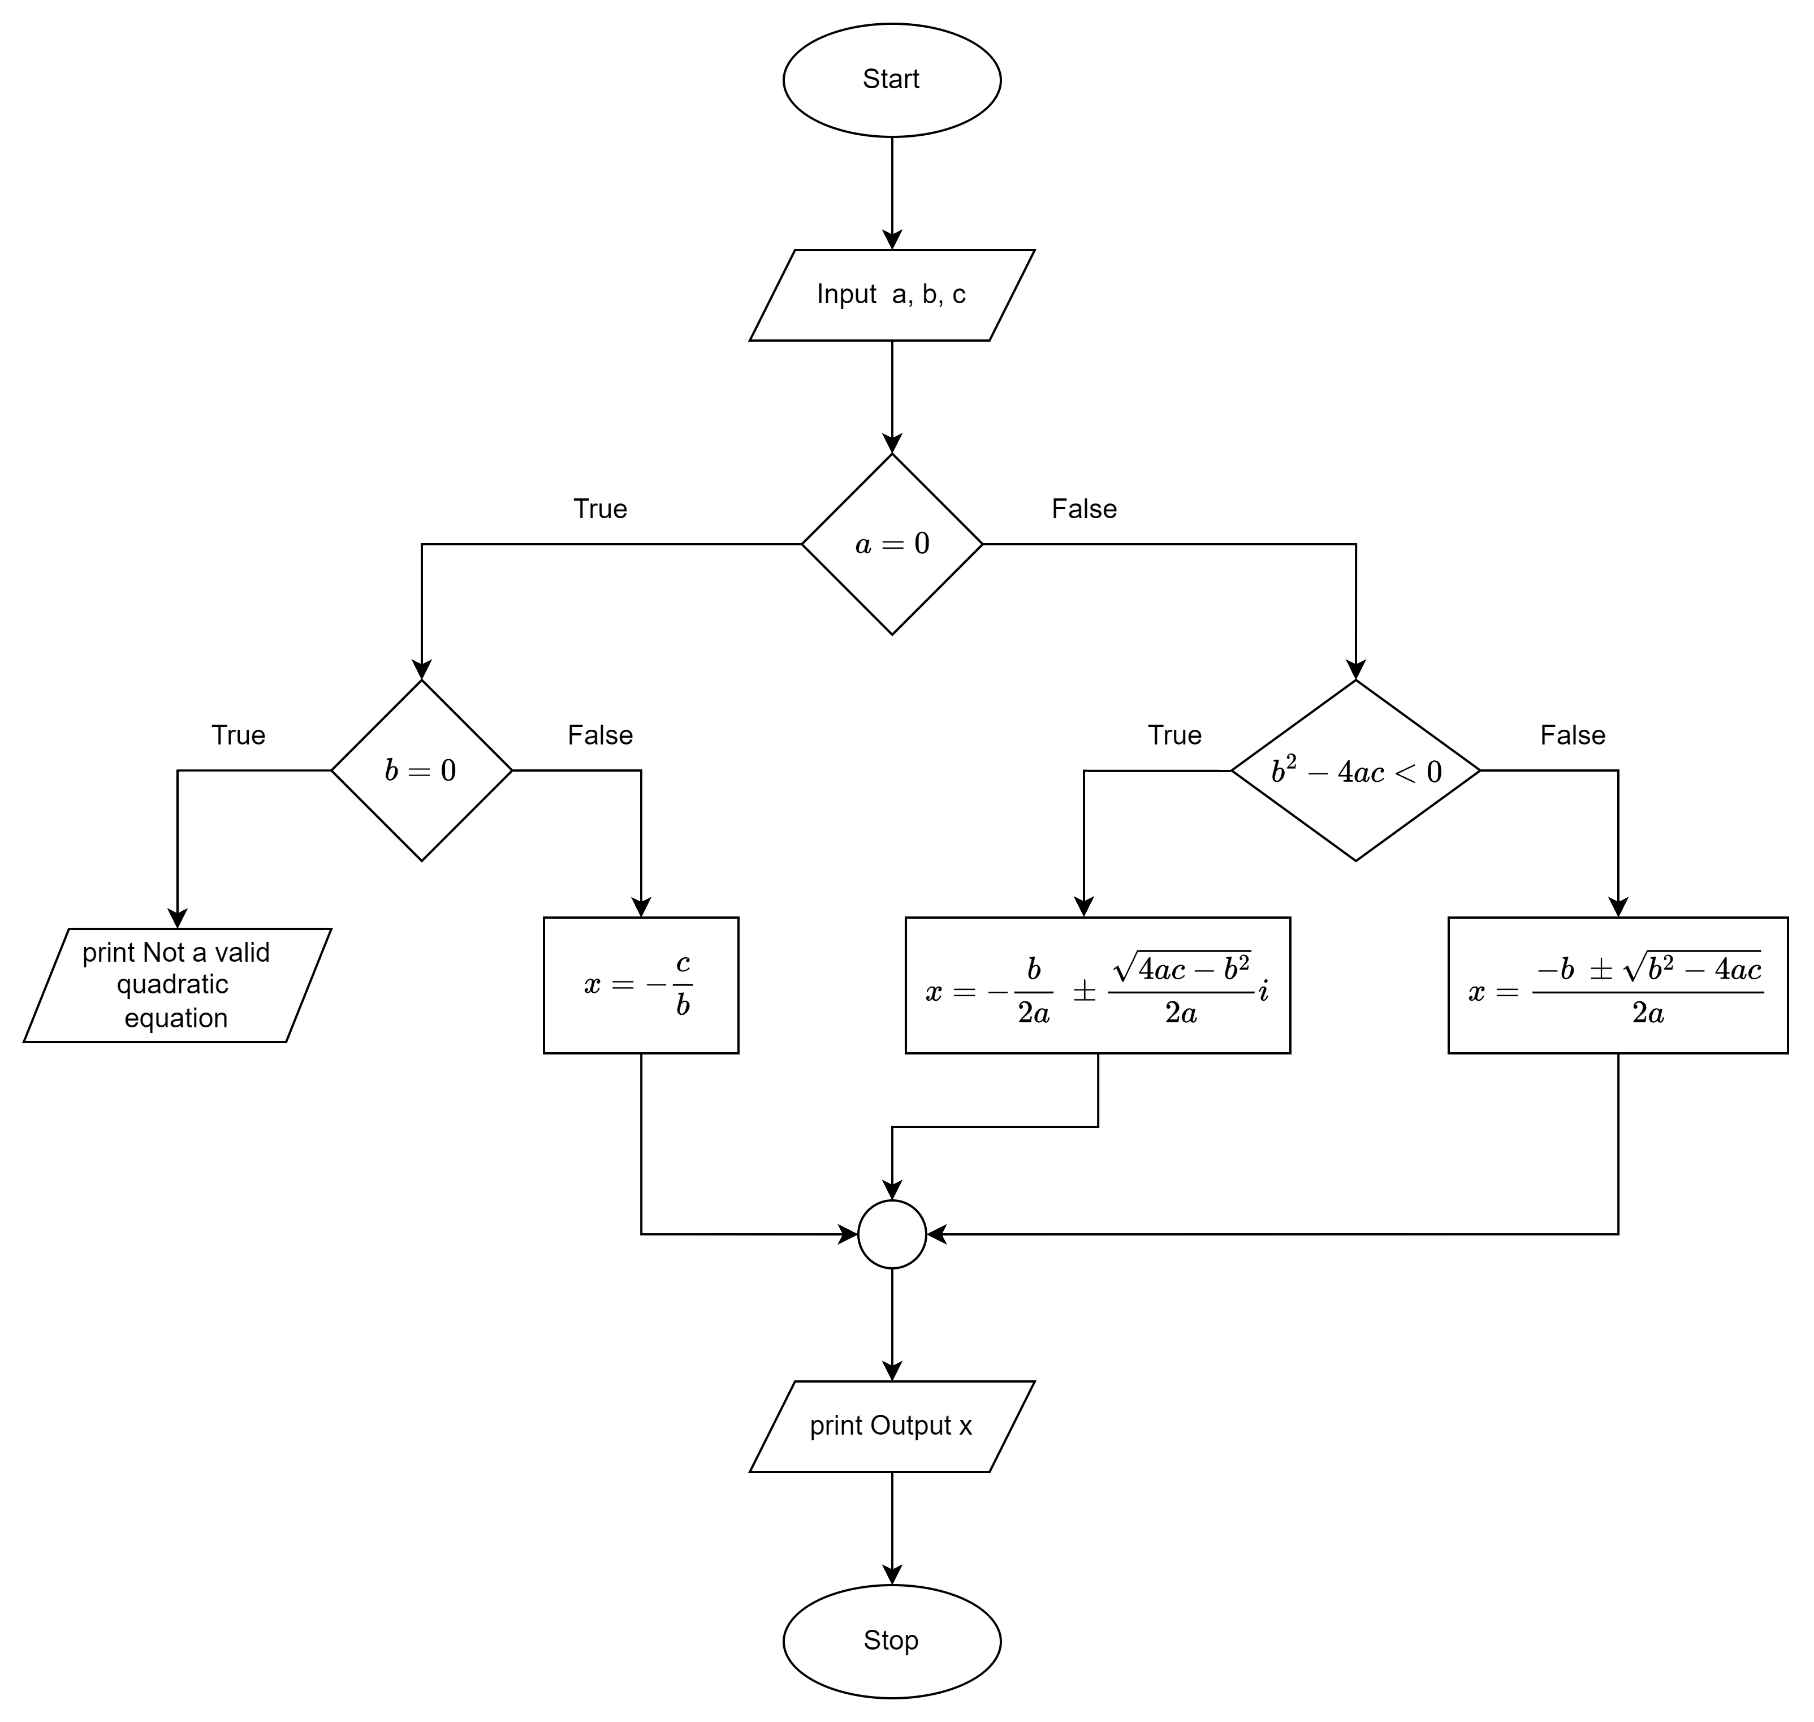 Start
Input a, b, c
True
False
a = 0
True
False
True
False
b = 0
b² − 4ac < 0
print Not a valid
quadratic
equation
x = −c/b
x = −b/2a ± √(4ac − b²)/2a i
x = (−b ± √(b² − 4ac))/2a
print Output x
Stop